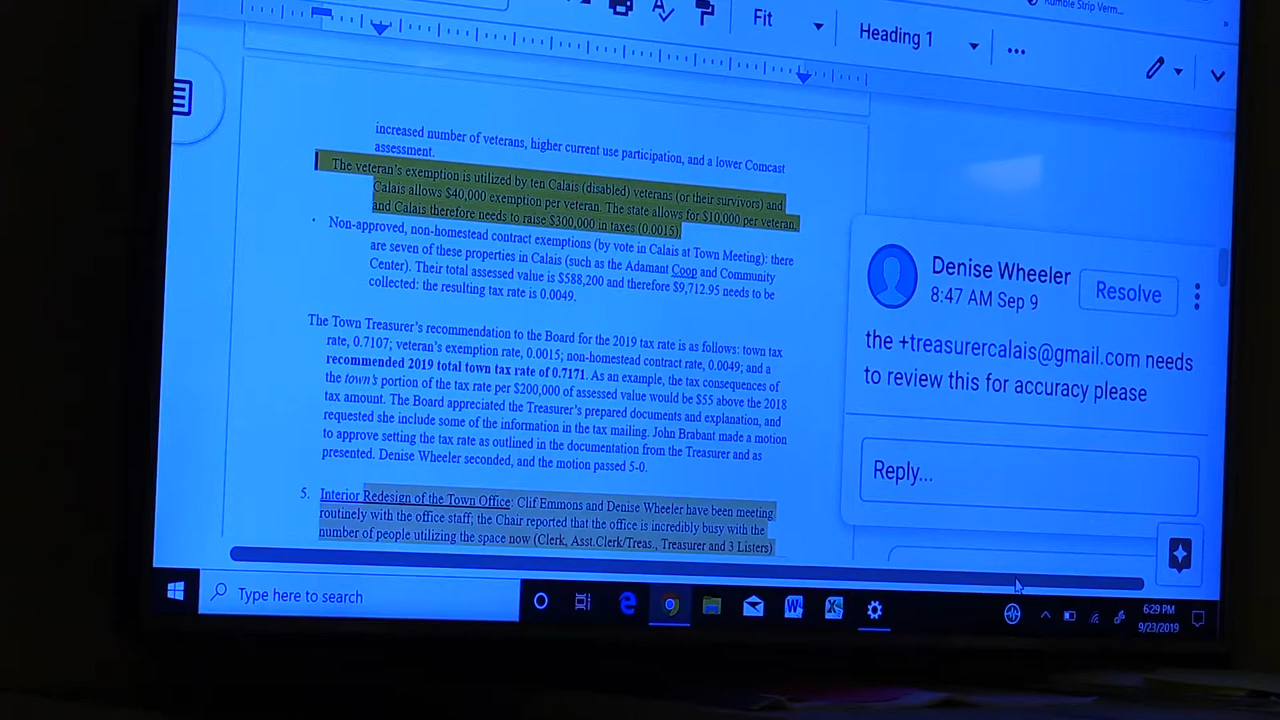 Rumble Strip Verm...
Fit
Heading 1
increased number of veterans, higher current use participation, and a lower Comcast
assessment.
The veteran's exemption is utilized by ten Calais (disabled) veterans (or their survivors) and
Calais allows $40,000 exemption per veteran. The state allows for $10,000 per veteran,
and Calais therefore needs to raise $300,000 in taxes (0.0015)
· Non-approved, non-homestead contract exemptions (by vote in Calais at Town Meeting): there
are seven of these properties in Calais (such as the Adamant Coop and Community
Center). Their total assessed value is $588,200 and therefore $9,712.95 needs to be
collected: the resulting tax rate is 0.0049.
The Town Treasurer's recommendation to the Board for the 2019 tax rate is as follows: town tax
rate, 0.7107; veteran's exemption rate, 0.0015; non-homestead contract rate, 0.0049; and a
recommended 2019 total town tax rate of 0.7171. As an example, the tax consequences of
the town's portion of the tax rate per $200,000 of assessed value would be $55 above the 2018
tax amount. The Board appreciated the Treasurer's prepared documents and explanation, and
requested she include some of the information in the tax mailing. John Brabant made a motion
to approve setting the tax rate as outlined in the documentation from the Treasurer and as
presented. Denise Wheeler seconded, and the motion passed 5-0.
5. Interior Redesign of the Town Office: Clif Emmons and Denise Wheeler have been meeting
routinely with the office staff; the Chair reported that the office is incredibly busy with the
number of people utilizing the space now (Clerk, Asst.Clerk/Treas., Treasurer and 3 Listers)
Denise Wheeler
8:47 AM Sep 9
Resolve
the +treasurercalais@gmail.com needs
to review this for accuracy please
Reply...
Type here to search
6:29 PM
9/23/2019